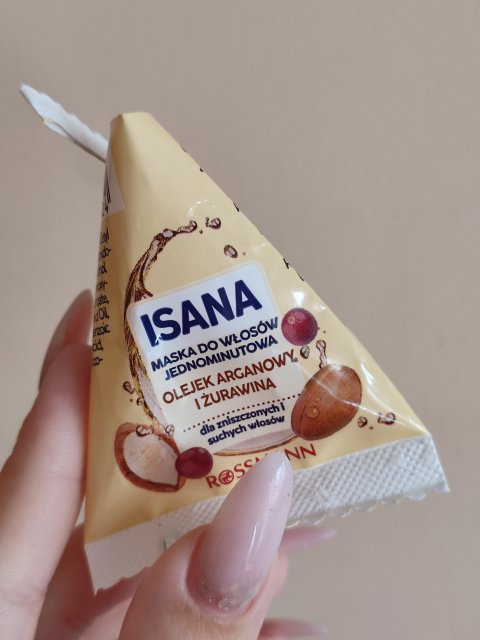 ISANA
MASKA DO WŁOSÓW
JEDNOMINUTOWA
OLEJEK ARGANOWY
I ŻURAWINA
dla zniszczonych i
suchych włosów
ROSSMANN